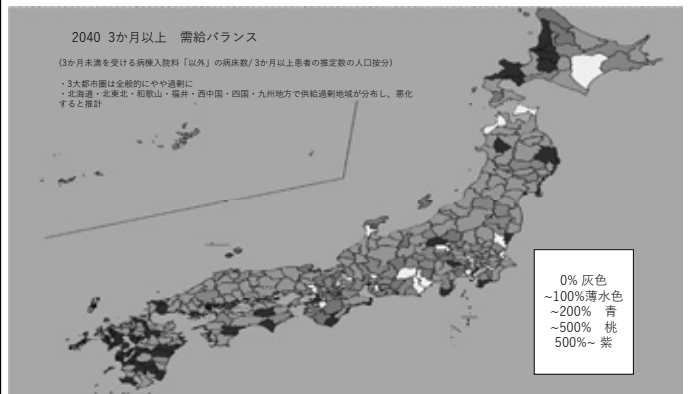 2040 3か月以上 需給バランス
(3か月未満を受ける病棟入院料「以外」の病床数/ 3か月以上患者の推定数の人口按分)
・3大都市圏は全般的にやや過剰に
・北海道・北東北・和歌山・福井・西中国・四国・九州地方で供給過剰地域が分布し、悪化
すると推計
0% 灰色
~100%薄水色
~200% 青
~500% 桃
500%~ 紫